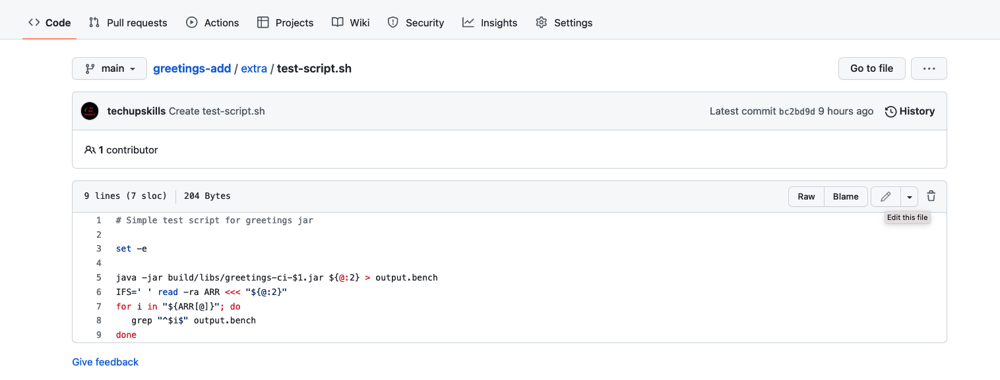 Code Pull requests Actions Projects Wiki Security Insights Settings
main greetings-add / extra / test-script.sh Go to file ...
techupskills Create test-script.sh Latest commit bc2bd9d 9 hours ago History
1 contributor
9 lines (7 sloc) 204 Bytes Raw Blame
Edit this file
1 # Simple test script for greetings jar
2
3 set -e
4
5 java -jar build/libs/greetings-ci-$1.jar ${@:2} > output.bench
6 IFS=' ' read -ra ARR <<< "${@:2}"
7 for i in "${ARR[@]}"; do
8    grep "^$i$" output.bench
9 done
Give feedback